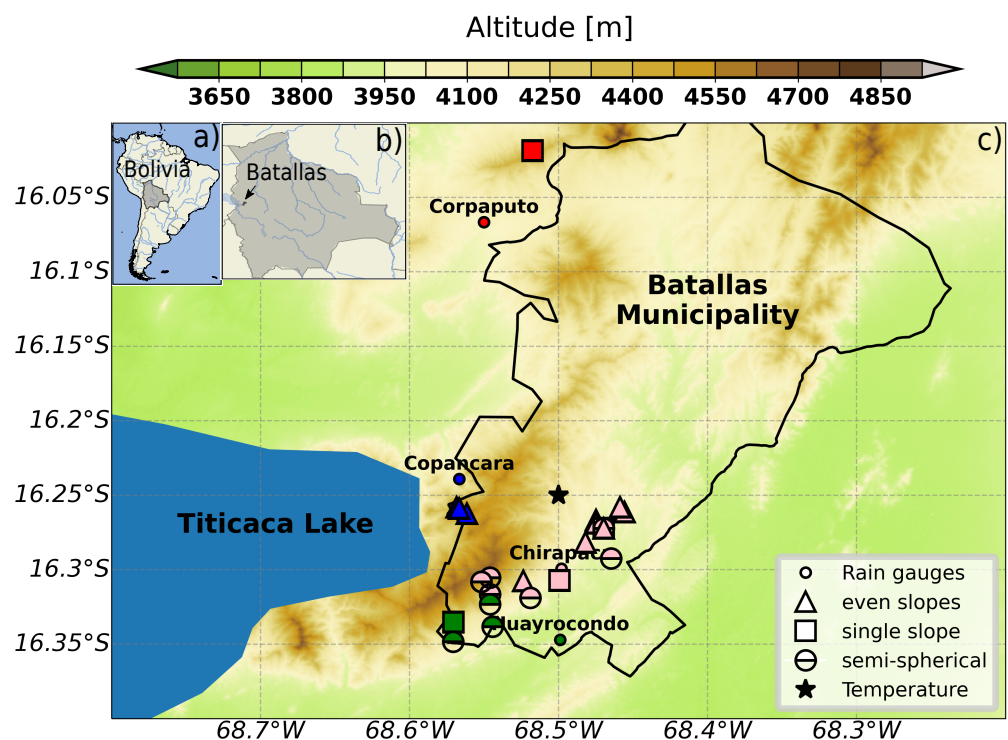 Altitude [m]
3650 3800 3950 4100 4250 4400 4550 4700 4850
a) b) c)
Bolivia
Batallas
16.05°S
16.1°S
16.15°S
16.2°S
16.25°S
16.3°S
16.35°S
Corpaputo
Batallas
Municipality
Copancara
Titicaca Lake
Chirapac
uayrocondo
Rain gauges
even slopes
single slope
semi-spherical
Temperature
68.7°W 68.6°W 68.5°W 68.4°W 68.3°W